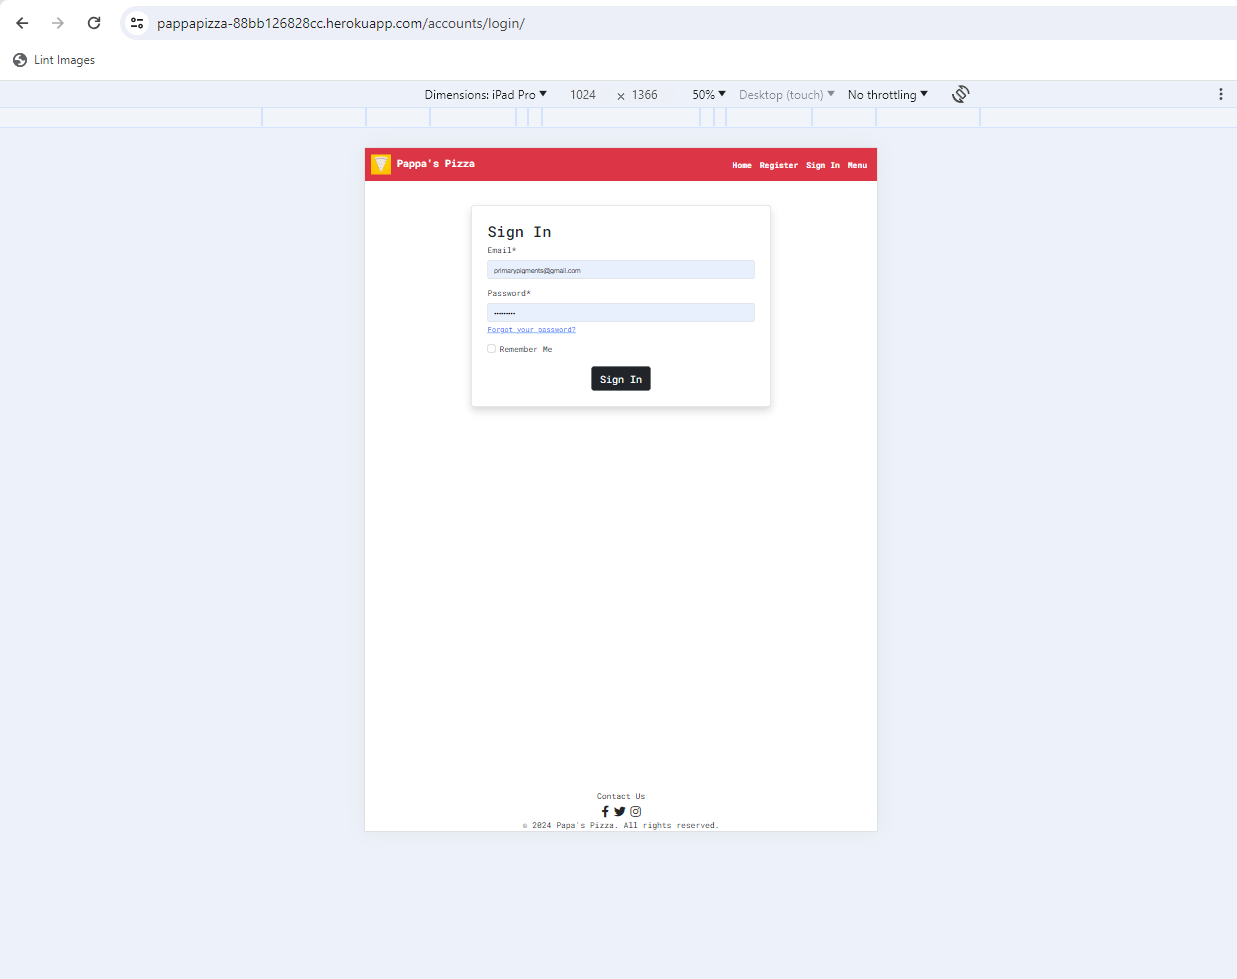 pappapizza-88bb126828cc.herokuapp.com/accounts/login/
Lint Images
Dimensions: iPad Pro 1024 × 1366 50% Desktop (touch) No throttling
Pappa's Pizza Home Register Sign In Menu
Sign In
Email*
primarypigments@gmail.com
Password*
•••••••••
Forgot your password?
Remember Me
Sign In
Contact Us
© 2024 Papa's Pizza. All rights reserved.